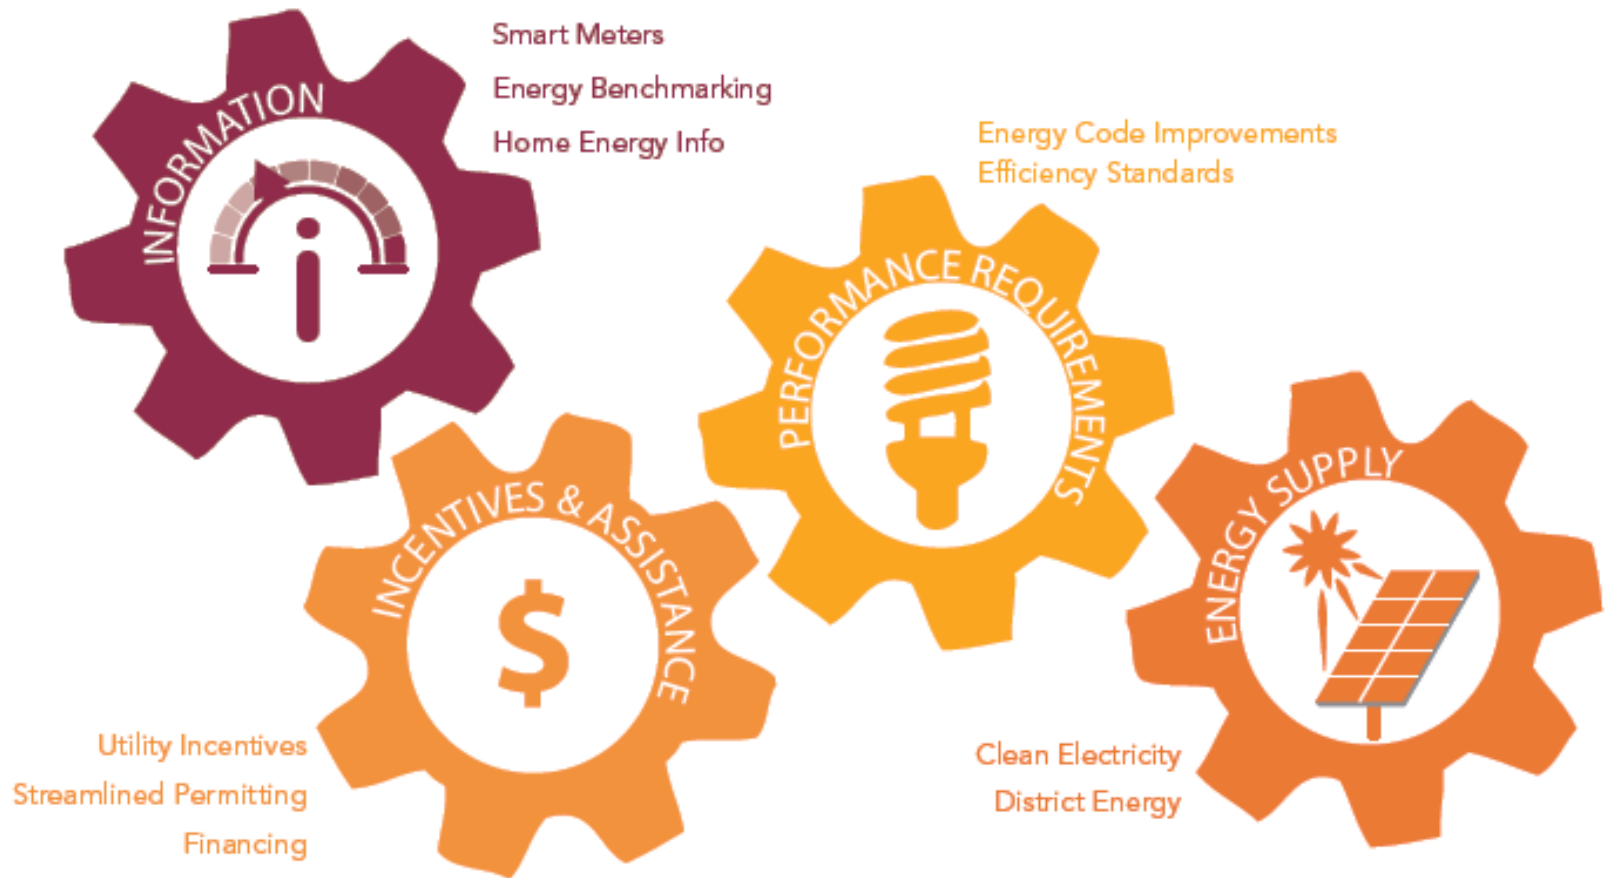 INFORMATION
Smart Meters
Energy Benchmarking
Home Energy Info
INCENTIVES & ASSISTANCE
$
Utility Incentives
Streamlined Permitting
Financing
PERFORMANCE REQUIREMENTS
Energy Code Improvements
Efficiency Standards
ENERGY SUPPLY
Clean Electricity
District Energy